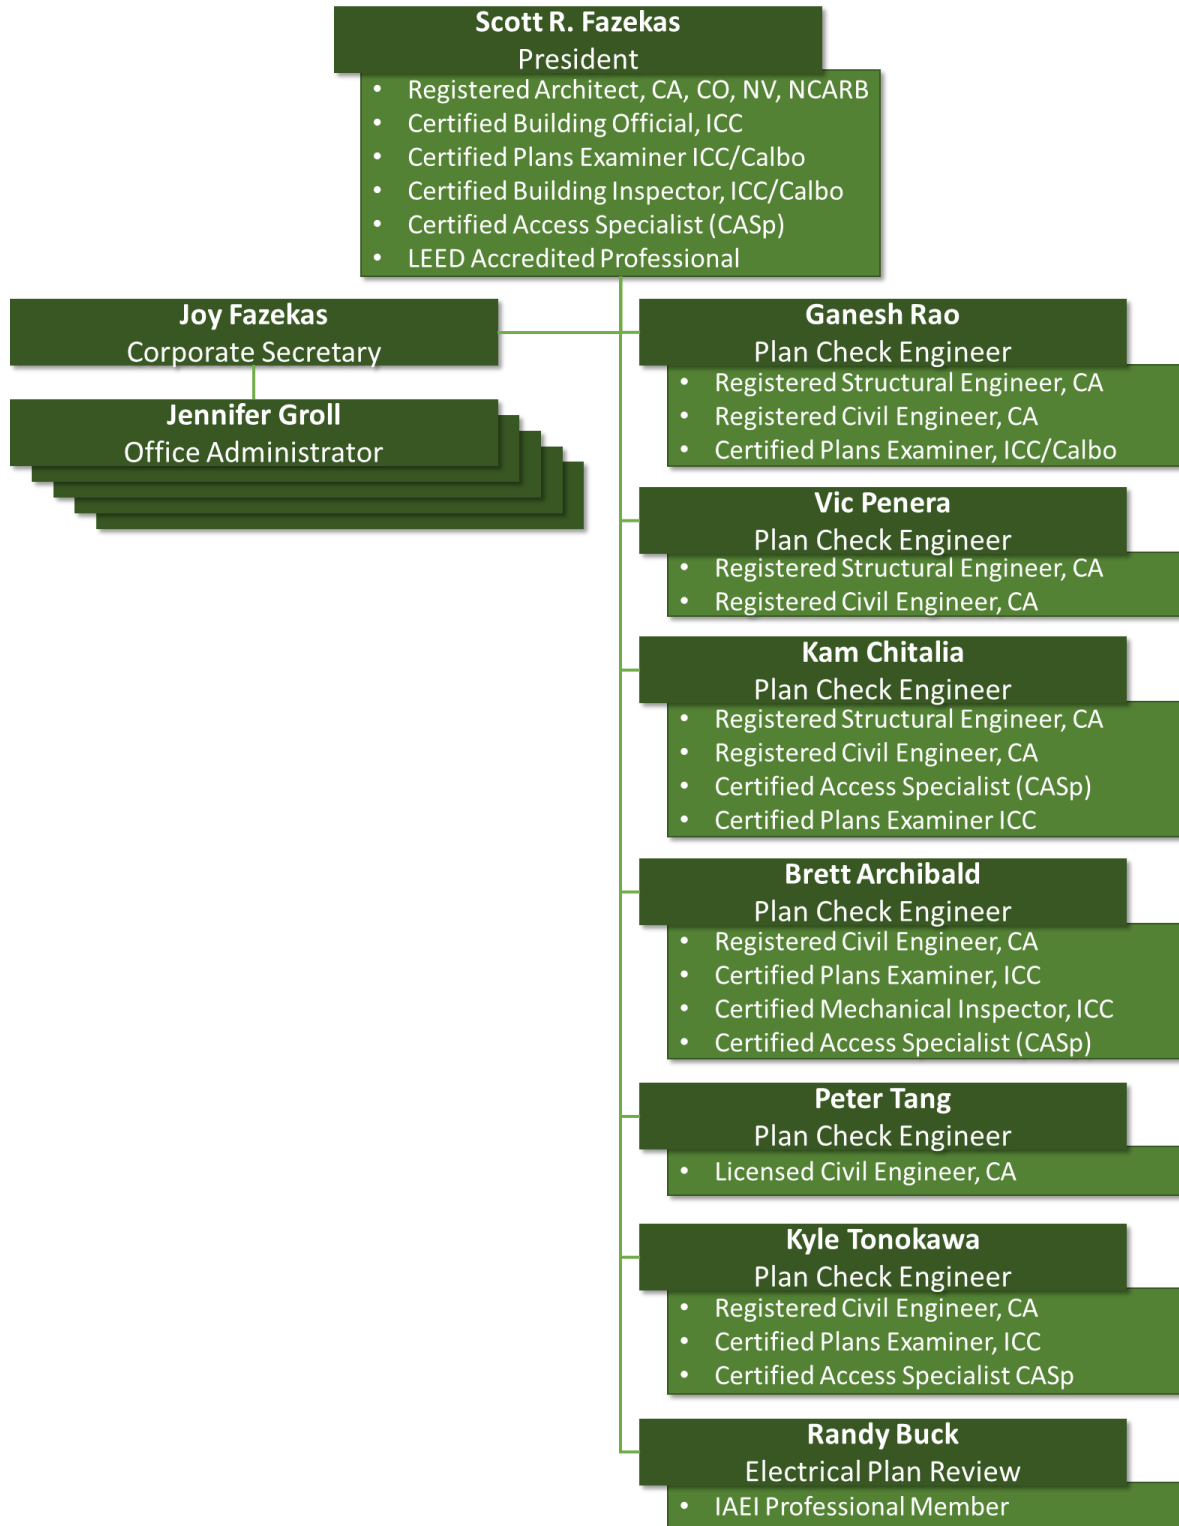 Scott R. Fazekas
President
• Registered Architect, CA, CO, NV, NCARB
• Certified Building Official, ICC
• Certified Plans Examiner ICC/Calbo
• Certified Building Inspector, ICC/Calbo
• Certified Access Specialist (CASp)
• LEED Accredited Professional
Joy Fazekas
Corporate Secretary
Jennifer Groll
Office Administrator
Ganesh Rao
Plan Check Engineer
• Registered Structural Engineer, CA
• Registered Civil Engineer, CA
• Certified Plans Examiner, ICC/Calbo
Vic Penera
Plan Check Engineer
• Registered Structural Engineer, CA
• Registered Civil Engineer, CA
Kam Chitalia
Plan Check Engineer
• Registered Structural Engineer, CA
• Registered Civil Engineer, CA
• Certified Access Specialist (CASp)
• Certified Plans Examiner ICC
Brett Archibald
Plan Check Engineer
• Registered Civil Engineer, CA
• Certified Plans Examiner, ICC
• Certified Mechanical Inspector, ICC
• Certified Access Specialist (CASp)
Peter Tang
Plan Check Engineer
• Licensed Civil Engineer, CA
Kyle Tonokawa
Plan Check Engineer
• Registered Civil Engineer, CA
• Certified Plans Examiner, ICC
• Certified Access Specialist CASp
Randy Buck
Electrical Plan Review
• IAEI Professional Member